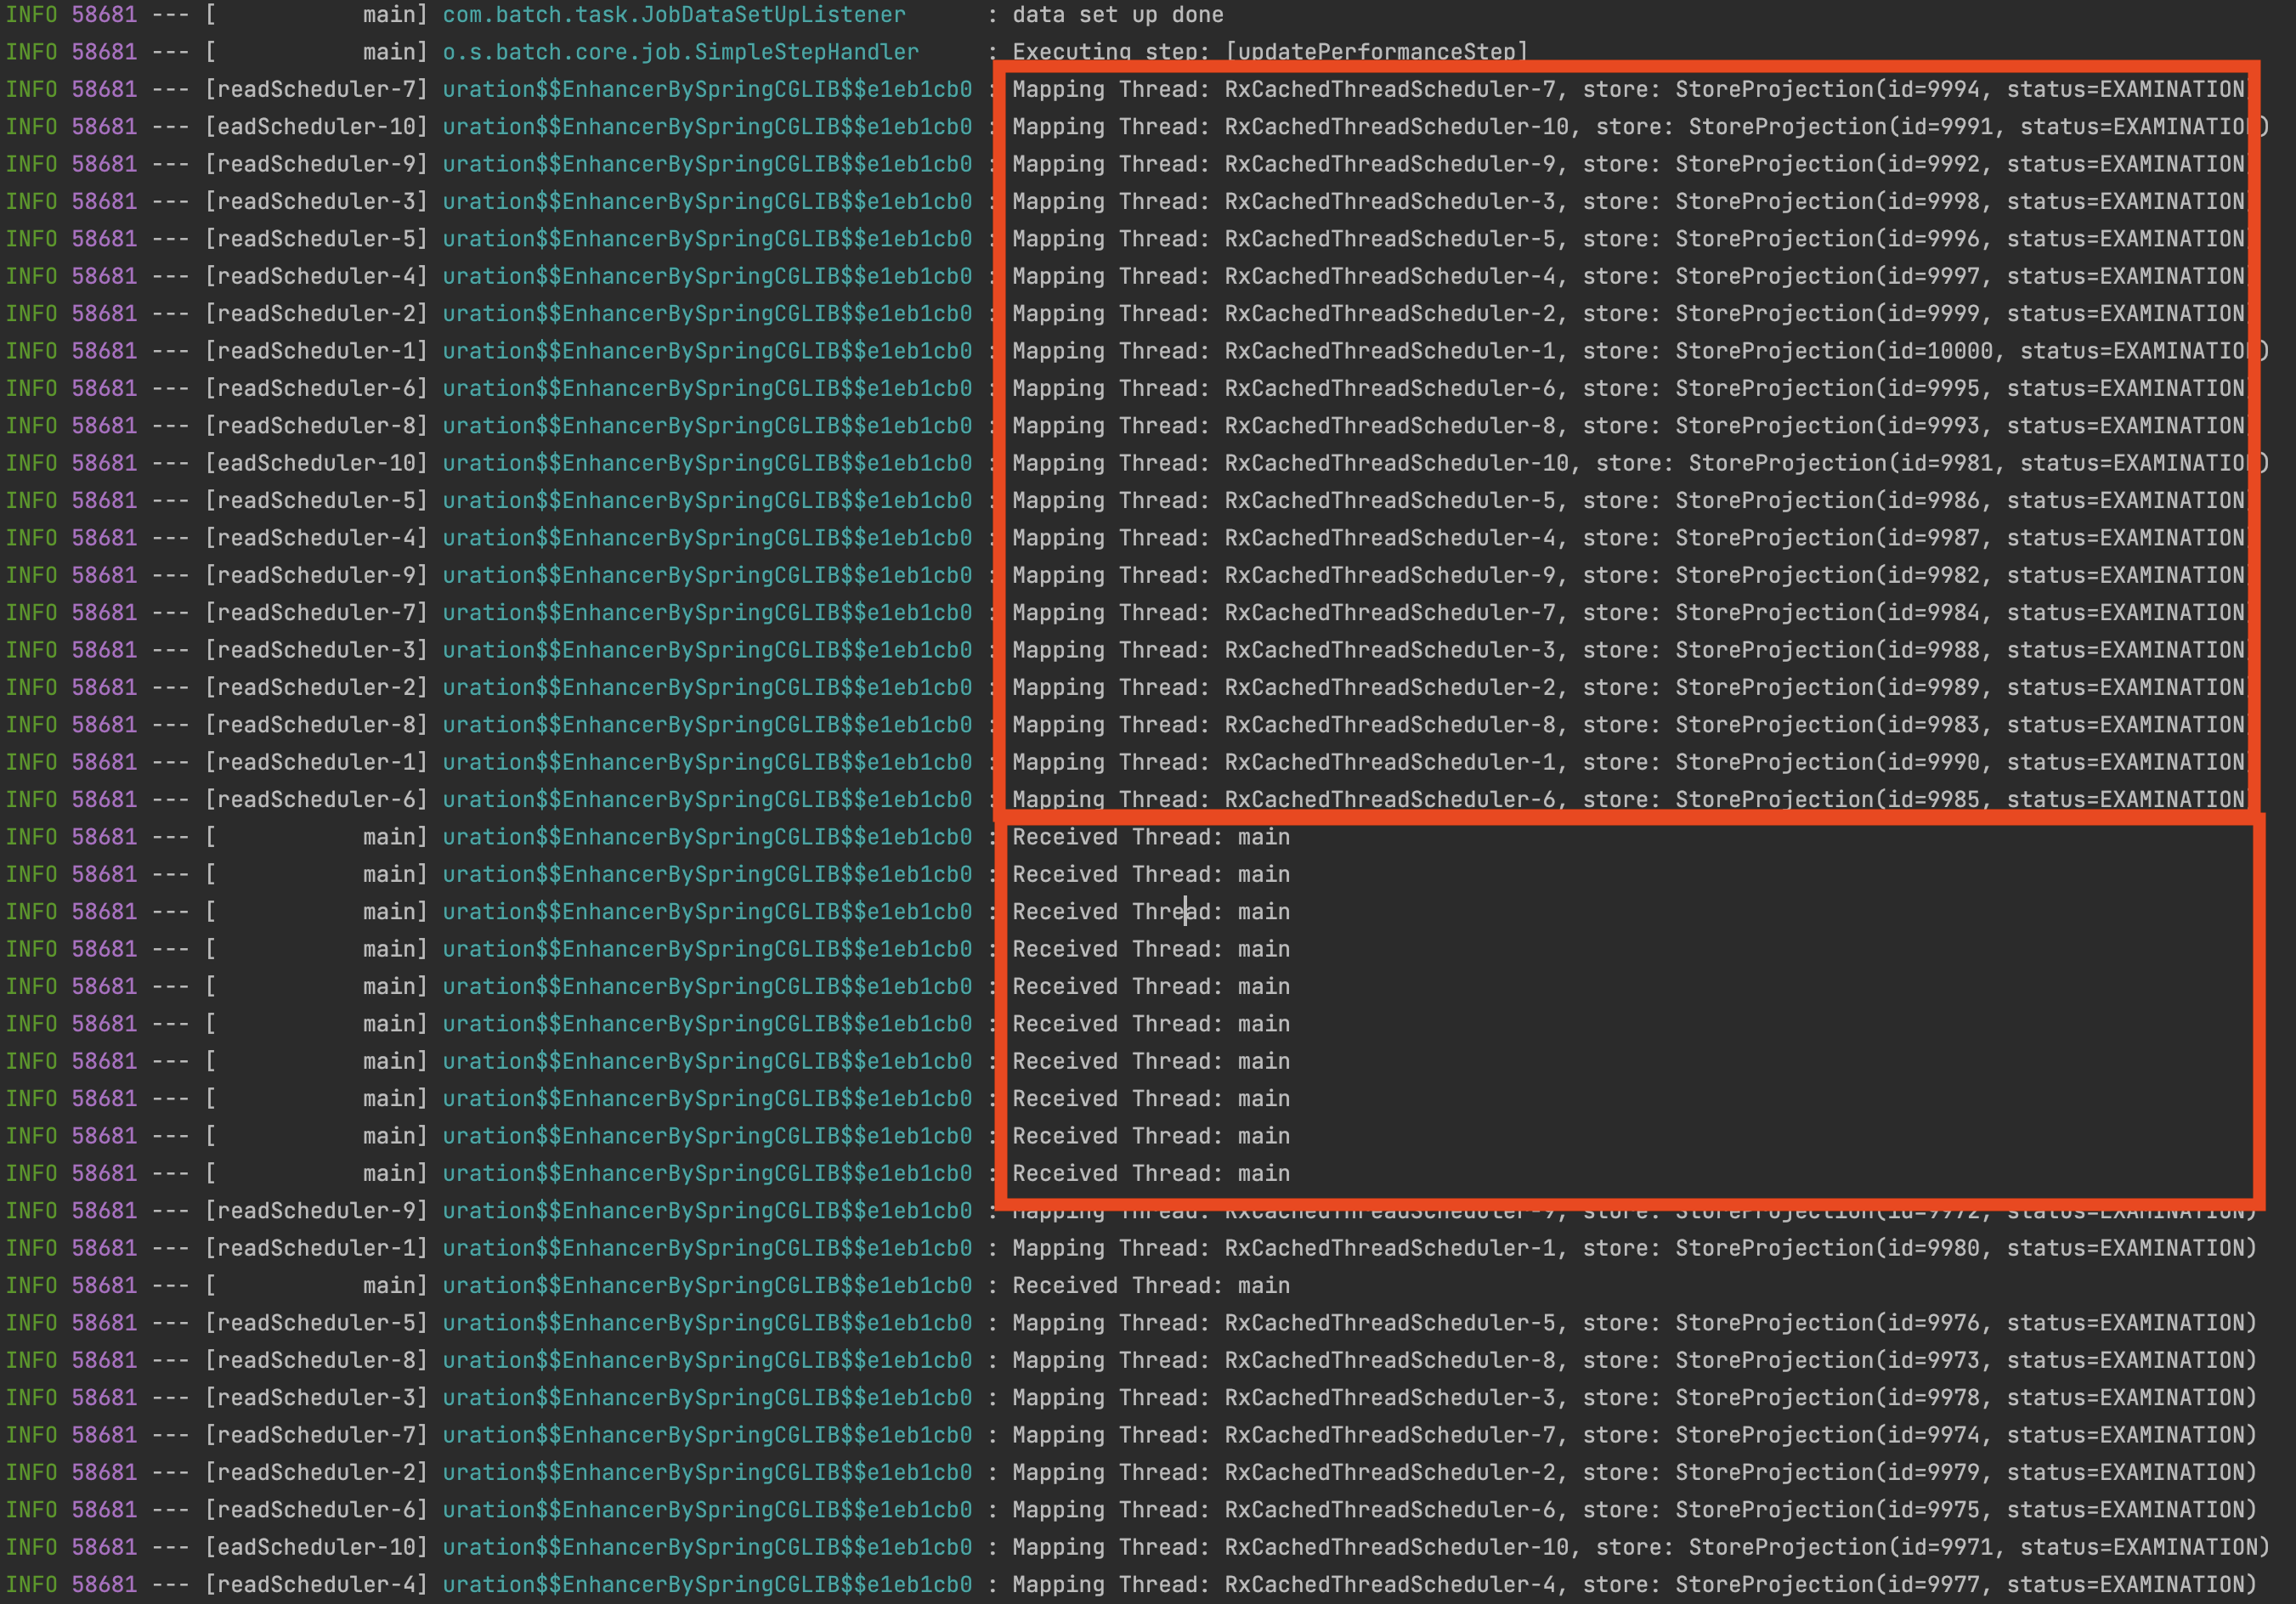 INFO 58681 --- [           main] com.batch.task.JobDataSetUpListener      : data set up done
INFO 58681 --- [           main] o.s.batch.core.job.SimpleStepHandler     : Executing step: [updatePerformanceStep]
INFO 58681 --- [readScheduler-7] uration$$EnhancerBySpringCGLIB$$e1eb1cb0 : Mapping Thread: RxCachedThreadScheduler-7, store: StoreProjection(id=9994, status=EXAMINATION
INFO 58681 --- [eadScheduler-10] uration$$EnhancerBySpringCGLIB$$e1eb1cb0 : Mapping Thread: RxCachedThreadScheduler-10, store: StoreProjection(id=9991, status=EXAMINATION)
INFO 58681 --- [readScheduler-9] uration$$EnhancerBySpringCGLIB$$e1eb1cb0 : Mapping Thread: RxCachedThreadScheduler-9, store: StoreProjection(id=9992, status=EXAMINATION
INFO 58681 --- [readScheduler-3] uration$$EnhancerBySpringCGLIB$$e1eb1cb0 : Mapping Thread: RxCachedThreadScheduler-3, store: StoreProjection(id=9998, status=EXAMINATION
INFO 58681 --- [readScheduler-5] uration$$EnhancerBySpringCGLIB$$e1eb1cb0 : Mapping Thread: RxCachedThreadScheduler-5, store: StoreProjection(id=9996, status=EXAMINATION
INFO 58681 --- [readScheduler-4] uration$$EnhancerBySpringCGLIB$$e1eb1cb0 : Mapping Thread: RxCachedThreadScheduler-4, store: StoreProjection(id=9997, status=EXAMINATION
INFO 58681 --- [readScheduler-2] uration$$EnhancerBySpringCGLIB$$e1eb1cb0 : Mapping Thread: RxCachedThreadScheduler-2, store: StoreProjection(id=9999, status=EXAMINATION
INFO 58681 --- [readScheduler-1] uration$$EnhancerBySpringCGLIB$$e1eb1cb0 : Mapping Thread: RxCachedThreadScheduler-1, store: StoreProjection(id=10000, status=EXAMINATION)
INFO 58681 --- [readScheduler-6] uration$$EnhancerBySpringCGLIB$$e1eb1cb0 : Mapping Thread: RxCachedThreadScheduler-6, store: StoreProjection(id=9995, status=EXAMINATION
INFO 58681 --- [readScheduler-8] uration$$EnhancerBySpringCGLIB$$e1eb1cb0 : Mapping Thread: RxCachedThreadScheduler-8, store: StoreProjection(id=9993, status=EXAMINATION
INFO 58681 --- [eadScheduler-10] uration$$EnhancerBySpringCGLIB$$e1eb1cb0 : Mapping Thread: RxCachedThreadScheduler-10, store: StoreProjection(id=9981, status=EXAMINATION)
INFO 58681 --- [readScheduler-5] uration$$EnhancerBySpringCGLIB$$e1eb1cb0 : Mapping Thread: RxCachedThreadScheduler-5, store: StoreProjection(id=9986, status=EXAMINATION
INFO 58681 --- [readScheduler-4] uration$$EnhancerBySpringCGLIB$$e1eb1cb0 : Mapping Thread: RxCachedThreadScheduler-4, store: StoreProjection(id=9987, status=EXAMINATION
INFO 58681 --- [readScheduler-9] uration$$EnhancerBySpringCGLIB$$e1eb1cb0 : Mapping Thread: RxCachedThreadScheduler-9, store: StoreProjection(id=9982, status=EXAMINATION
INFO 58681 --- [readScheduler-7] uration$$EnhancerBySpringCGLIB$$e1eb1cb0 : Mapping Thread: RxCachedThreadScheduler-7, store: StoreProjection(id=9984, status=EXAMINATION
INFO 58681 --- [readScheduler-3] uration$$EnhancerBySpringCGLIB$$e1eb1cb0 : Mapping Thread: RxCachedThreadScheduler-3, store: StoreProjection(id=9988, status=EXAMINATION
INFO 58681 --- [readScheduler-2] uration$$EnhancerBySpringCGLIB$$e1eb1cb0 : Mapping Thread: RxCachedThreadScheduler-2, store: StoreProjection(id=9989, status=EXAMINATION
INFO 58681 --- [readScheduler-8] uration$$EnhancerBySpringCGLIB$$e1eb1cb0 : Mapping Thread: RxCachedThreadScheduler-8, store: StoreProjection(id=9983, status=EXAMINATION
INFO 58681 --- [readScheduler-1] uration$$EnhancerBySpringCGLIB$$e1eb1cb0 : Mapping Thread: RxCachedThreadScheduler-1, store: StoreProjection(id=9990, status=EXAMINATION
INFO 58681 --- [readScheduler-6] uration$$EnhancerBySpringCGLIB$$e1eb1cb0 : Mapping Thread: RxCachedThreadScheduler-6, store: StoreProjection(id=9985, status=EXAMINATION
INFO 58681 --- [           main] uration$$EnhancerBySpringCGLIB$$e1eb1cb0 : Received Thread: main
INFO 58681 --- [           main] uration$$EnhancerBySpringCGLIB$$e1eb1cb0 : Received Thread: main
INFO 58681 --- [           main] uration$$EnhancerBySpringCGLIB$$e1eb1cb0 : Received Thread: main
INFO 58681 --- [           main] uration$$EnhancerBySpringCGLIB$$e1eb1cb0 : Received Thread: main
INFO 58681 --- [           main] uration$$EnhancerBySpringCGLIB$$e1eb1cb0 : Received Thread: main
INFO 58681 --- [           main] uration$$EnhancerBySpringCGLIB$$e1eb1cb0 : Received Thread: main
INFO 58681 --- [           main] uration$$EnhancerBySpringCGLIB$$e1eb1cb0 : Received Thread: main
INFO 58681 --- [           main] uration$$EnhancerBySpringCGLIB$$e1eb1cb0 : Received Thread: main
INFO 58681 --- [           main] uration$$EnhancerBySpringCGLIB$$e1eb1cb0 : Received Thread: main
INFO 58681 --- [           main] uration$$EnhancerBySpringCGLIB$$e1eb1cb0 : Received Thread: main
INFO 58681 --- [readScheduler-9] uration$$EnhancerBySpringCGLIB$$e1eb1cb0 : Mapping Thread: RxCachedThreadScheduler-9, store: StoreProjection(id=9972, status=EXAMINATION)
INFO 58681 --- [readScheduler-1] uration$$EnhancerBySpringCGLIB$$e1eb1cb0 : Mapping Thread: RxCachedThreadScheduler-1, store: StoreProjection(id=9980, status=EXAMINATION)
INFO 58681 --- [           main] uration$$EnhancerBySpringCGLIB$$e1eb1cb0 : Received Thread: main
INFO 58681 --- [readScheduler-5] uration$$EnhancerBySpringCGLIB$$e1eb1cb0 : Mapping Thread: RxCachedThreadScheduler-5, store: StoreProjection(id=9976, status=EXAMINATION)
INFO 58681 --- [readScheduler-8] uration$$EnhancerBySpringCGLIB$$e1eb1cb0 : Mapping Thread: RxCachedThreadScheduler-8, store: StoreProjection(id=9973, status=EXAMINATION)
INFO 58681 --- [readScheduler-3] uration$$EnhancerBySpringCGLIB$$e1eb1cb0 : Mapping Thread: RxCachedThreadScheduler-3, store: StoreProjection(id=9978, status=EXAMINATION)
INFO 58681 --- [readScheduler-7] uration$$EnhancerBySpringCGLIB$$e1eb1cb0 : Mapping Thread: RxCachedThreadScheduler-7, store: StoreProjection(id=9974, status=EXAMINATION)
INFO 58681 --- [readScheduler-2] uration$$EnhancerBySpringCGLIB$$e1eb1cb0 : Mapping Thread: RxCachedThreadScheduler-2, store: StoreProjection(id=9979, status=EXAMINATION)
INFO 58681 --- [readScheduler-6] uration$$EnhancerBySpringCGLIB$$e1eb1cb0 : Mapping Thread: RxCachedThreadScheduler-6, store: StoreProjection(id=9975, status=EXAMINATION)
INFO 58681 --- [eadScheduler-10] uration$$EnhancerBySpringCGLIB$$e1eb1cb0 : Mapping Thread: RxCachedThreadScheduler-10, store: StoreProjection(id=9971, status=EXAMINATION)
INFO 58681 --- [readScheduler-4] uration$$EnhancerBySpringCGLIB$$e1eb1cb0 : Mapping Thread: RxCachedThreadScheduler-4, store: StoreProjection(id=9977, status=EXAMINATION)